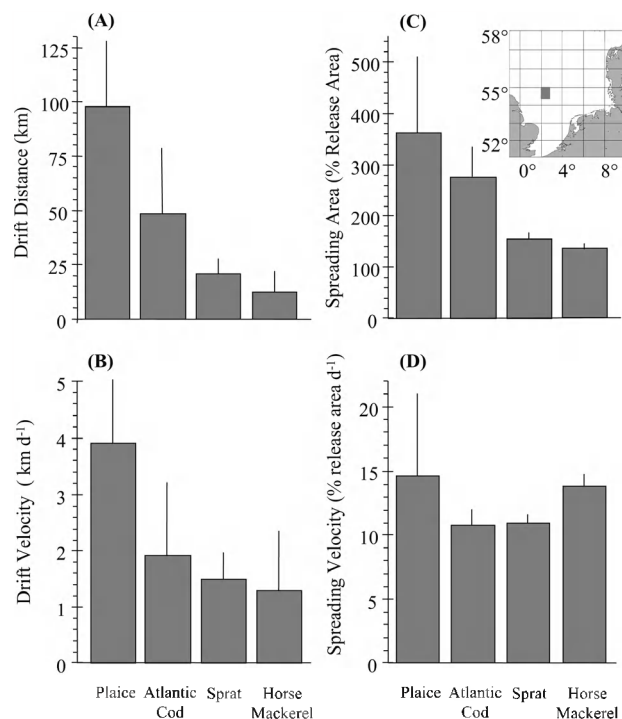 (A)
Drift Distance (km)
125
100
75
50
25
0
(C)
Spreading Area (% Release Area)
500
400
300
200
100
0
58°
55°
52°
0° 4° 8°
(B)
Drift Velocity ( km d-1)
5
4
3
2
1
0
(D)
Spreading Velocity (% release area d-1)
20
15
10
5
0
Plaice Atlantic Cod Sprat Horse Mackerel
Plaice Atlantic Cod Sprat Horse Mackerel